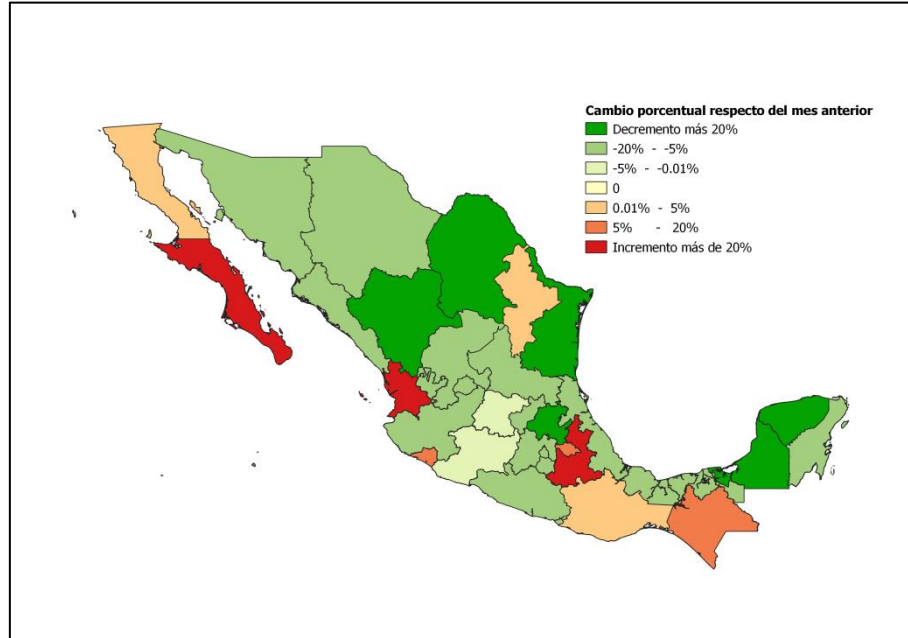 Cambio porcentual respecto del mes anterior
Decremento más 20%
-20% - -5%
-5% - -0.01%
0
0.01% - 5%
5% - 20%
Incremento más de 20%